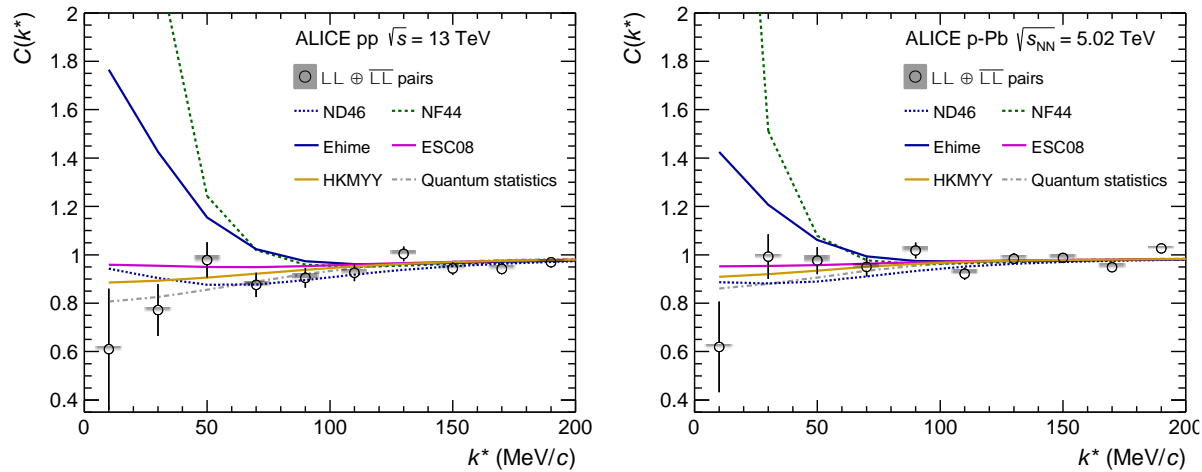 C(k*)
2
1.8
1.6
1.4
1.2
1
0.8
0.6
0.4
ALICE pp √s = 13 TeV
LL ⊕ L̅L̅ pairs
ND46 NF44
Ehime ESC08
HKMYY Quantum statistics
0 50 100 150 200
k* (MeV/c)
C(k*)
2
1.8
1.6
1.4
1.2
1
0.8
0.6
0.4
ALICE p-Pb √sNN = 5.02 TeV
LL ⊕ L̅L̅ pairs
ND46 NF44
Ehime ESC08
HKMYY Quantum statistics
0 50 100 150 200
k* (MeV/c)